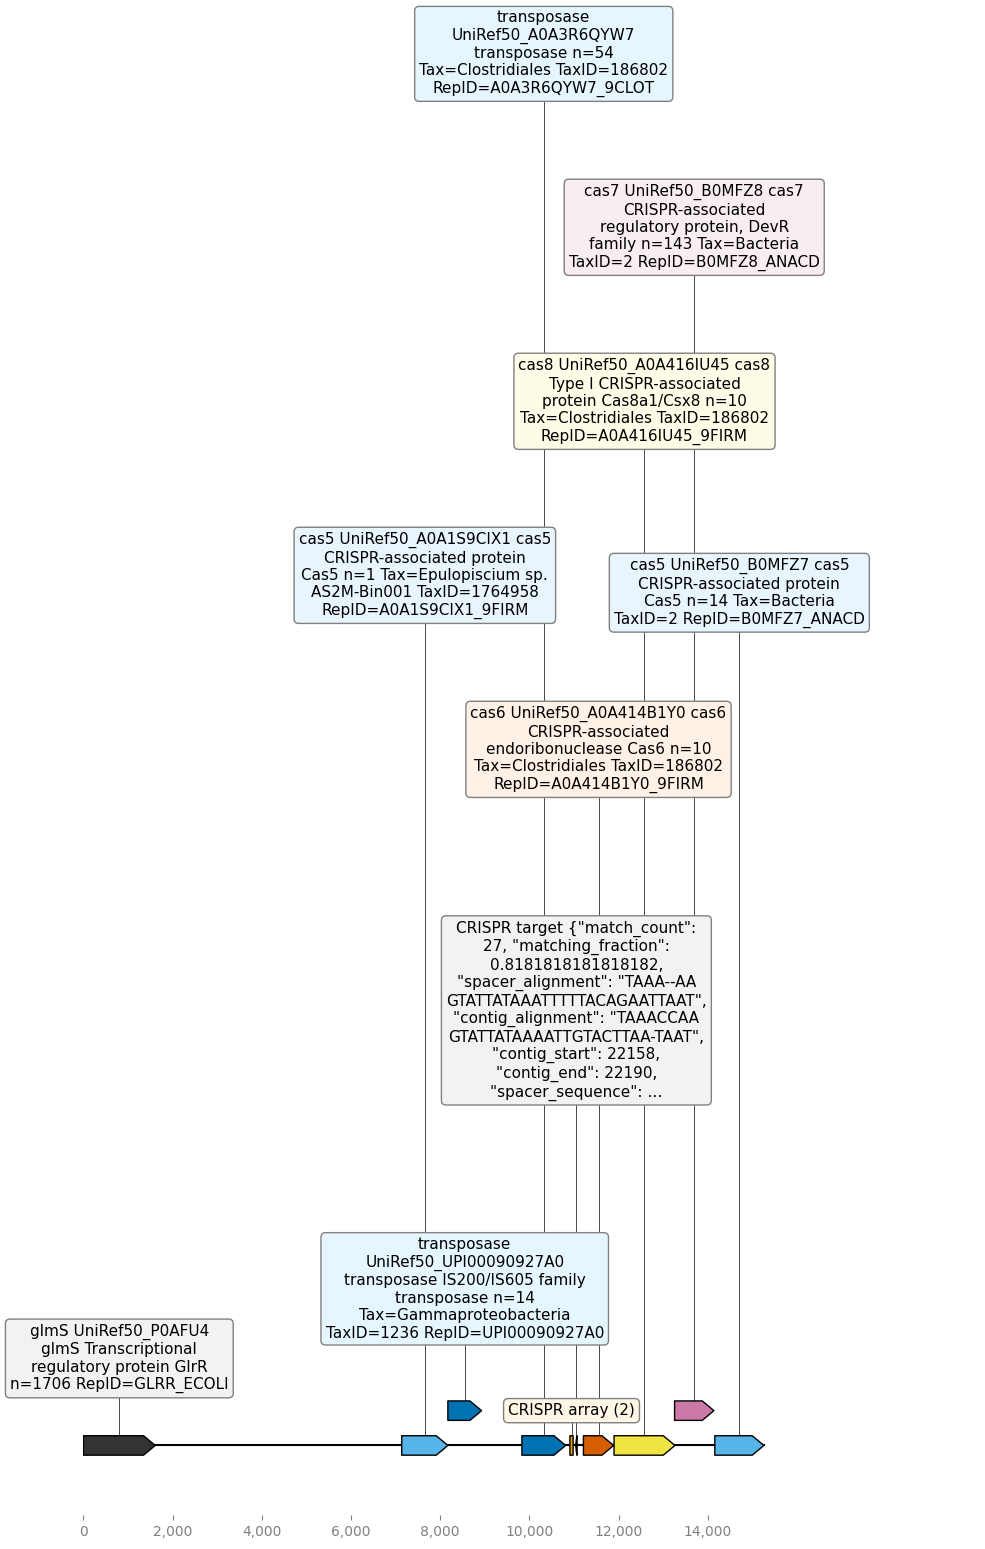 transposase
UniRef50_A0A3R6QYW7
transposase n=54
Tax=Clostridiales TaxID=186802
RepID=A0A3R6QYW7_9CLOT
cas7 UniRef50_B0MFZ8 cas7
CRISPR-associated
regulatory protein, DevR
family n=143 Tax=Bacteria
TaxID=2 RepID=B0MFZ8_ANACD
cas8 UniRef50_A0A416IU45 cas8
Type I CRISPR-associated
protein Cas8a1/Csx8 n=10
Tax=Clostridiales TaxID=186802
RepID=A0A416IU45_9FIRM
cas5 UniRef50_A0A1S9CIX1 cas5
CRISPR-associated protein
Cas5 n=1 Tax=Epulopiscium sp.
AS2M-Bin001 TaxID=1764958
RepID=A0A1S9CIX1_9FIRM
cas5 UniRef50_B0MFZ7 cas5
CRISPR-associated protein
Cas5 n=14 Tax=Bacteria
TaxID=2 RepID=B0MFZ7_ANACD
cas6 UniRef50_A0A414B1Y0 cas6
CRISPR-associated
endoribonuclease Cas6 n=10
Tax=Clostridiales TaxID=186802
RepID=A0A414B1Y0_9FIRM
CRISPR target {"match_count":
27, "matching_fraction":
0.8181818181818182,
"spacer_alignment": "TAAA--AA
GTATTATAAATTTTTACAGAATTAAT",
"contig_alignment": "TAAACCAA
GTATTATAAAATTGTACTTAA-TAAT",
"contig_start": 22158,
"contig_end": 22190,
"spacer_sequence": ...
transposase
UniRef50_UPI00090927A0
transposase IS200/IS605 family
transposase n=14
Tax=Gammaproteobacteria
TaxID=1236 RepID=UPI00090927A0
glmS UniRef50_P0AFU4
glmS Transcriptional
regulatory protein GlrR
n=1706 RepID=GLRR_ECOLI
CRISPR array (2)
0
2,000
4,000
6,000
8,000
10,000
12,000
14,000